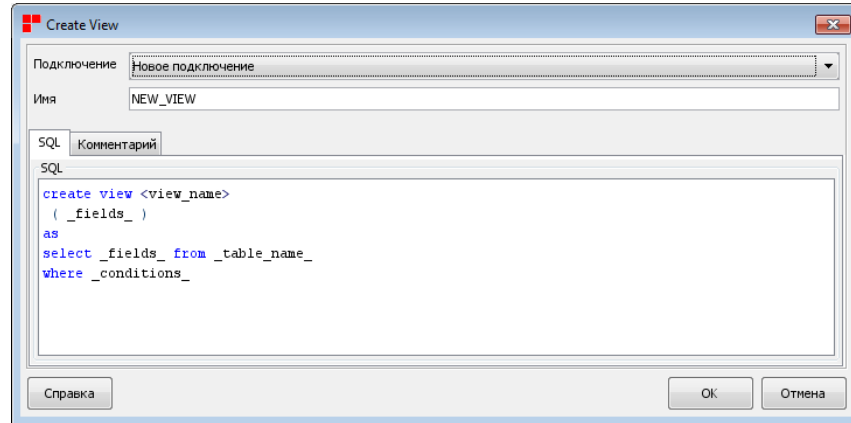 Create View
Подключение Новое подключение
Имя NEW_VIEW
SQL Комментарий
SQL
create view <view_name>
( _fields_ )
as
select _fields_ from _table_name_
where _conditions_
Справка OK Отмена